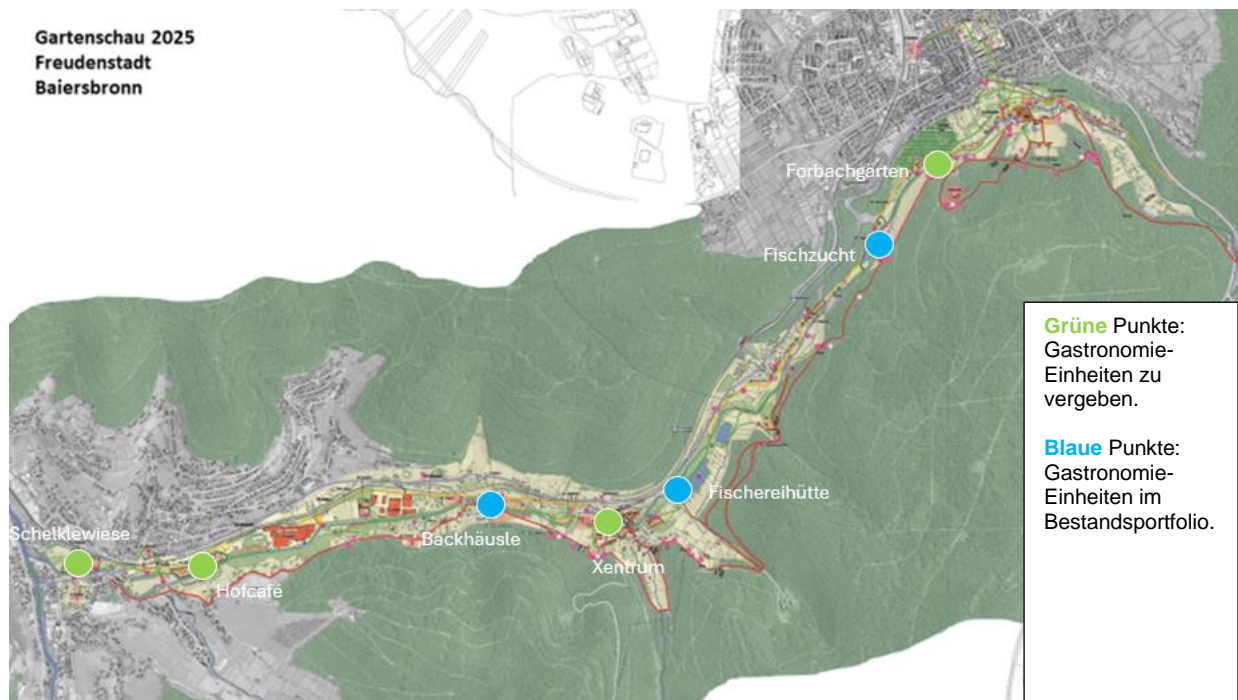 Gartenschau 2025
Freudenstadt
Baiersbronn
Forbachgärten
Fischzucht
Grüne Punkte:
Gastronomie-
Einheiten zu
vergeben.
Blaue Punkte:
Gastronomie-
Einheiten im
Bestandsportfolio.
Fischereihütte
Backhäusle
Xentrum
Schelklewiese
Hofcafé